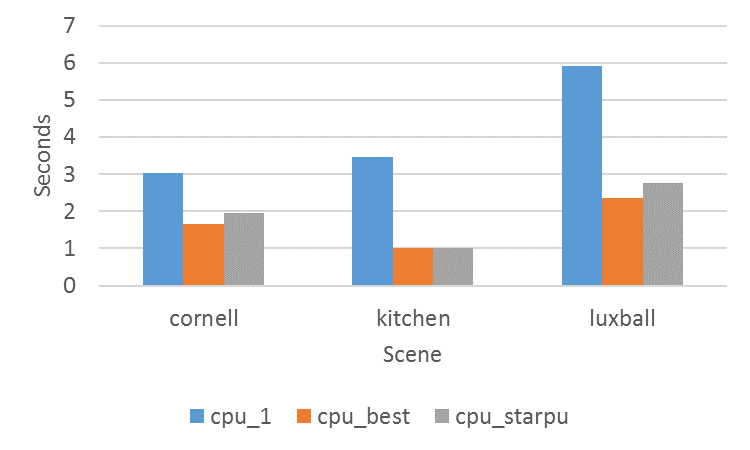 7
6
5
4
3
2
1
0
Seconds
cornell kitchen luxball
Scene
cpu_1 cpu_best cpu_starpu